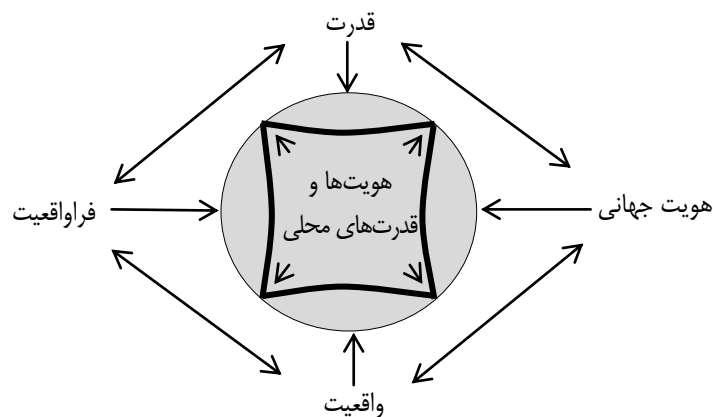 قدرت
هویت‌ها و
قدرت‌های محلی
هویت جهانی
فراواقعیت
واقعیت